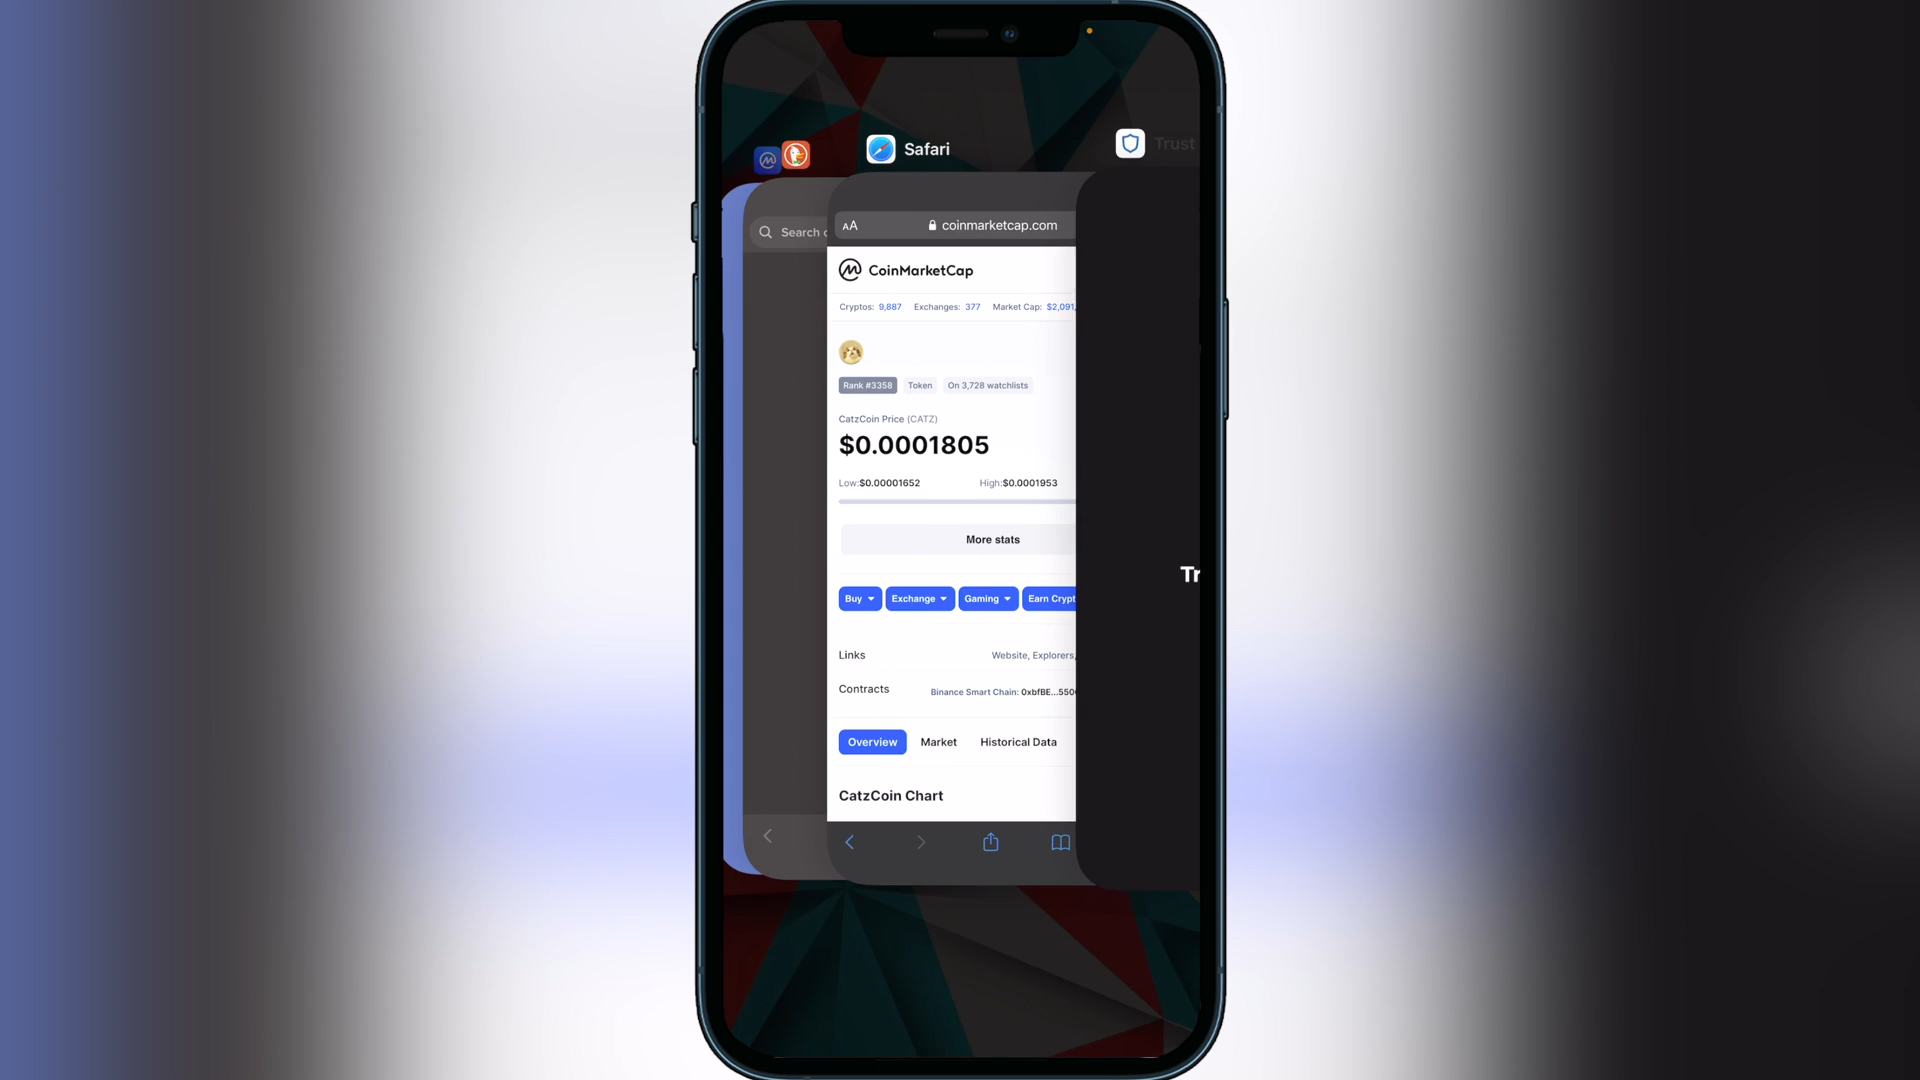 Safari
Trust
Search
AA
coinmarketcap.com
CoinMarketCap
Cryptos: 9,887 Exchanges: 377 Market Cap: $2,091,
Rank #3358 Token On 3,728 watchlists
CatzCoin Price (CATZ)
$0.0001805
Low:$0.00001652 High:$0.0001953
More stats
Buy Exchange Gaming Earn Crypt
Links Website, Explorers,
Contracts Binance Smart Chain: 0xbfBE...550
Tr
Overview Market Historical Data
CatzCoin Chart